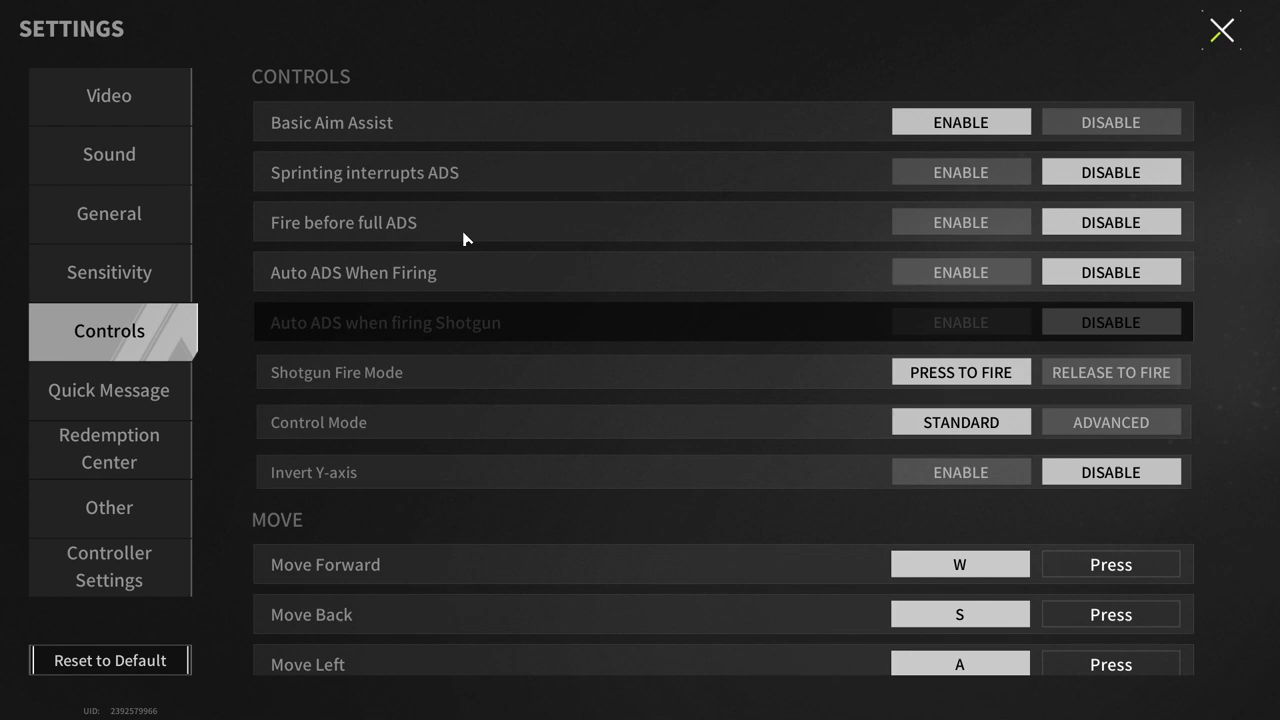 SETTINGS
Video
Sound
General
Sensitivity
Controls
Quick Message
Redemption
Center
Other
Controller
Settings
Reset to Default
UID: 2392579966
CONTROLS
Basic Aim Assist ENABLE DISABLE
Sprinting interrupts ADS ENABLE DISABLE
Fire before full ADS ENABLE DISABLE
Auto ADS When Firing ENABLE DISABLE
Auto ADS when firing Shotgun ENABLE DISABLE
Shotgun Fire Mode PRESS TO FIRE RELEASE TO FIRE
Control Mode STANDARD ADVANCED
Invert Y-axis ENABLE DISABLE
MOVE
Move Forward W Press
Move Back S Press
Move Left A Press